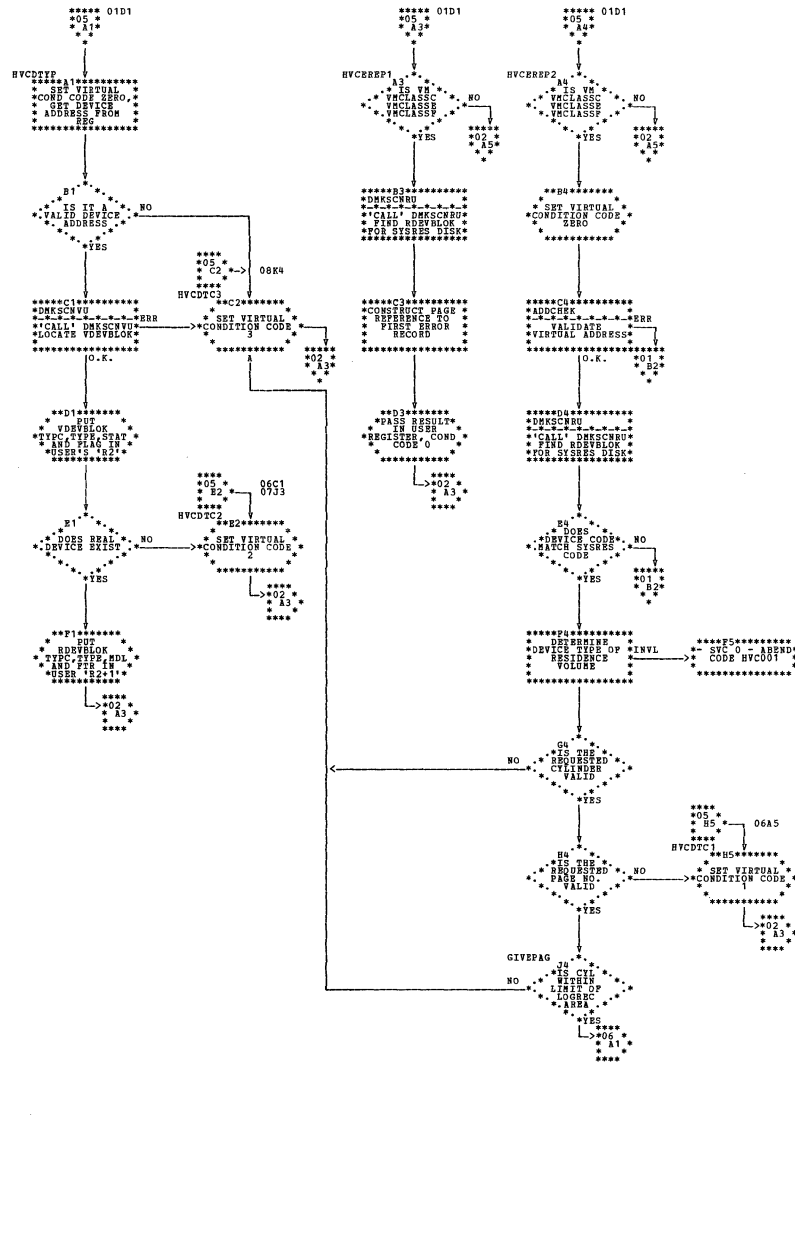 01D1
05
A1
HVCDTYP
A1
SET VIRTUAL
COND CODE ZERO,
GET DEVICE
ADDRESS FROM
REG
B1
IS IT A
VALID DEVICE
ADDRESS
NO
YES
05
C2
08K4
C1
DMKSCNVU
'CALL' DMKSCNVU
LOCATE VDEVBLOK
ERR
O.K.
HVCDTC3
C2
SET VIRTUAL
CONDITION CODE
3
A
02
A3
D1
PUT
VDEVBLOK
TYPC,TYPE,STAT
AND FLAG IN
USER'S 'R2'
05
E2
06C1
07J3
E1
DOES REAL
DEVICE EXIST
NO
YES
HVCDTC2
E2
SET VIRTUAL
CONDITION CODE
2
02
A3
F1
PUT
RDEVBLOK
TYPC,TYPE,MDL
AND FTR IN
USER 'R2+1'
02
A3
01D1
05
A3
HVCEREP1
A3
IS VM
VMCLASSC
VMCLASSE
VMCLASSF
NO
02
A5
YES
B3
DMKSCNRU
'CALL' DMKSCNRU
FIND RDEVBLOK
FOR SYSRES DISK
C3
CONSTRUCT PAGE
REFERENCE TO
FIRST ERROR
RECORD
D3
PASS RESULT
IN USER
REGISTER, COND
CODE 0
02
A3
01D1
05
A4
HVCEREP2
A4
IS VM
VMCLASSC
VMCLASSE
VMCLASSF
NO
02
A5
YES
B4
SET VIRTUAL
CONDITION CODE
ZERO
C4
ADDCHEK
VALIDATE
VIRTUAL ADDRESS
ERR
01
B2
O.K.
D4
DMKSCNRU
'CALL' DMKSCNRU
FIND RDEVBLOK
FOR SYSRES DISK
E4
DOES
DEVICE CODE
MATCH SYSRES
CODE
NO
01
B2
YES
F4
DETERMINE
DEVICE TYPE OF
RESIDENCE
VOLUME
INVL
F5
- SVC 0 - ABEND
CODE HVC001
G4
IS THE
REQUESTED
CYLINDER
VALID
NO
YES
05
H5
06A5
H4
IS THE
REQUESTED
PAGE NO.
VALID
NO
YES
HVCDTC1
H5
SET VIRTUAL
CONDITION CODE
1
02
A3
GIVEPAG
J4
IS CYL
WITHIN
LIMIT OF
LOGREC
AREA
NO
YES
06
A1